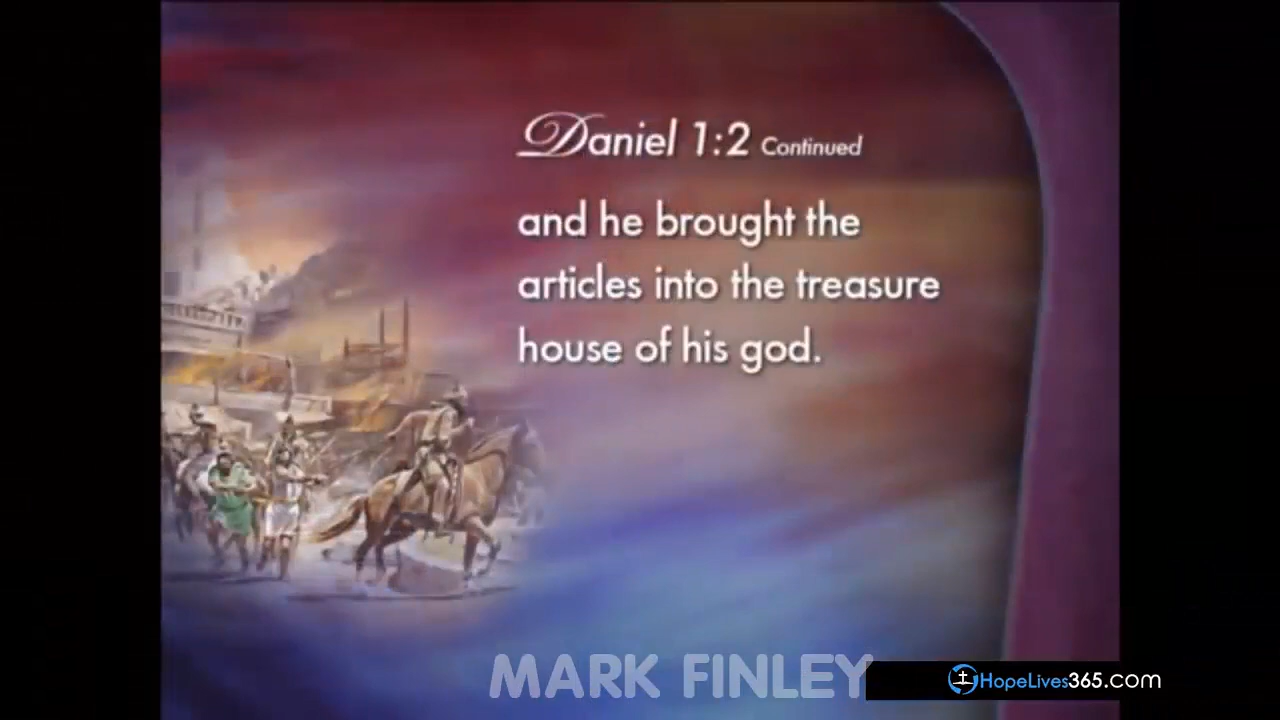 Daniel 1:2 Continued
and he brought the
articles into the treasure
house of his god.
MARK FINLEY
HopeLives365.com